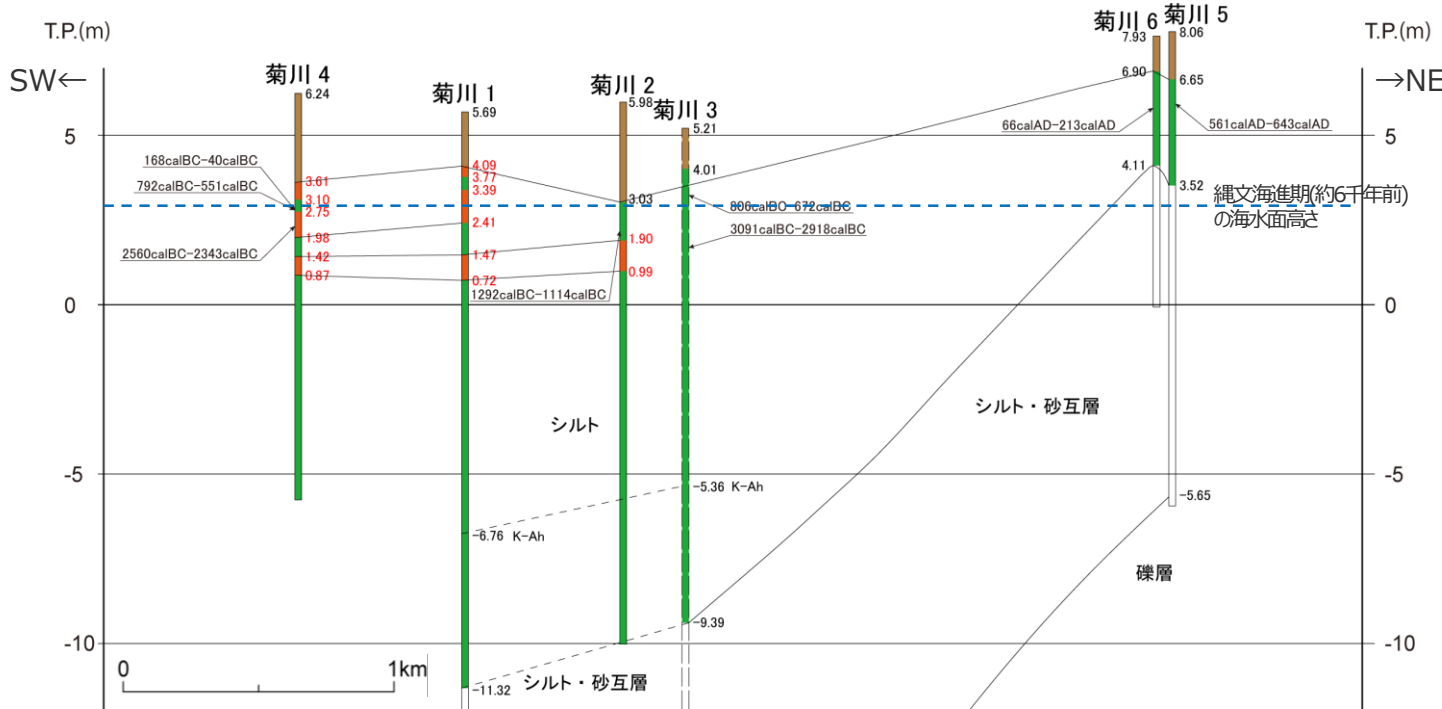 T.P.(m)
T.P.(m)
SW←
→NE
菊川 4
6.24
168calBC-40calBC
792calBC-551calBC
2560calBC-2343calBC
3.61
3.10
2.75
1.98
1.42
0.87
菊川 1
5.69
4.09
3.77
3.39
2.41
1.47
0.72
-6.76 K-Ah
-11.32
菊川 2
5.98
3.03
1.90
0.99
1292calBC-1114calBC
菊川 3
5.21
4.01
806calBC-672calBC
3091calBC-2918calBC
-5.36 K-Ah
-9.39
菊川 6
7.93
6.90
66calAD-213calAD
4.11
菊川 5
8.06
6.65
561calAD-643calAD
3.52
-5.65
縄文海進期(約6千年前)
の海水面高さ
シルト
シルト・砂互層
シルト・砂互層
礫層
5
0
-5
-10
5
0
-5
-10
0
1km